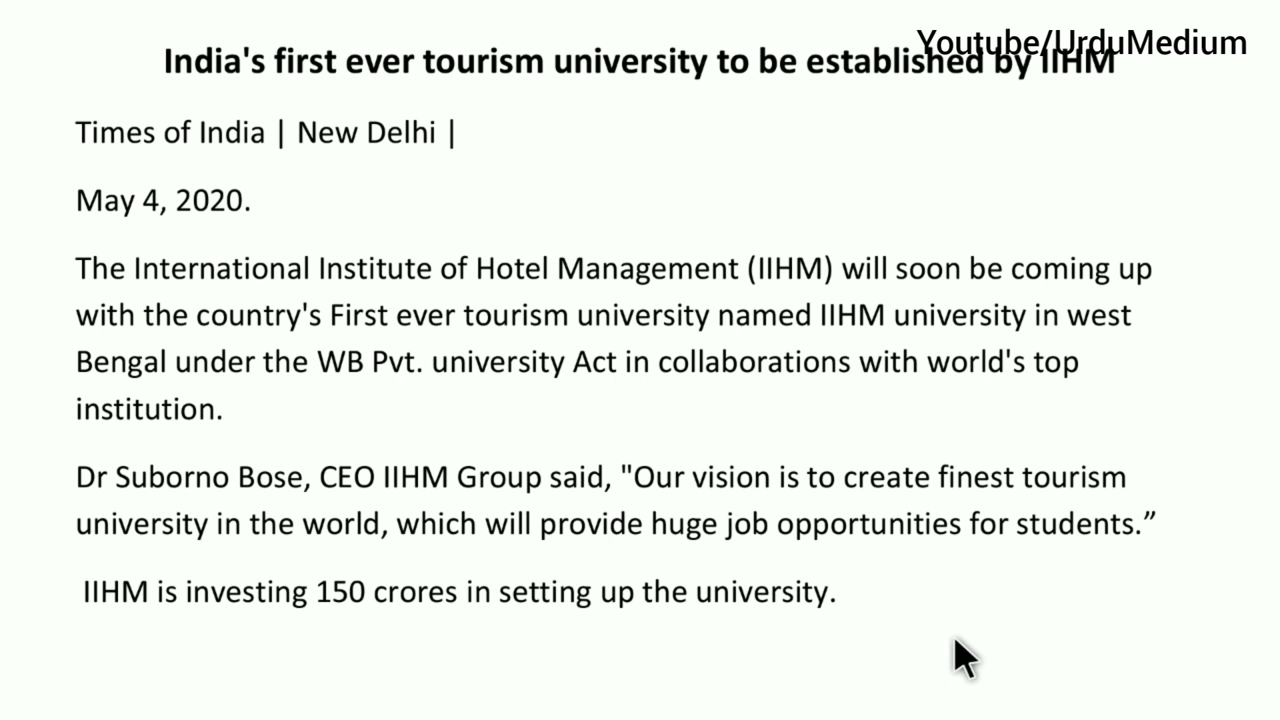 Youtube/UrduMedium
India's first ever tourism university to be established by IIHM
Times of India | New Delhi |
May 4, 2020.
The International Institute of Hotel Management (IIHM) will soon be coming up
with the country's First ever tourism university named IIHM university in west
Bengal under the WB Pvt. university Act in collaborations with world's top
institution.
Dr Suborno Bose, CEO IIHM Group said, "Our vision is to create finest tourism
university in the world, which will provide huge job opportunities for students.”
IIHM is investing 150 crores in setting up the university.